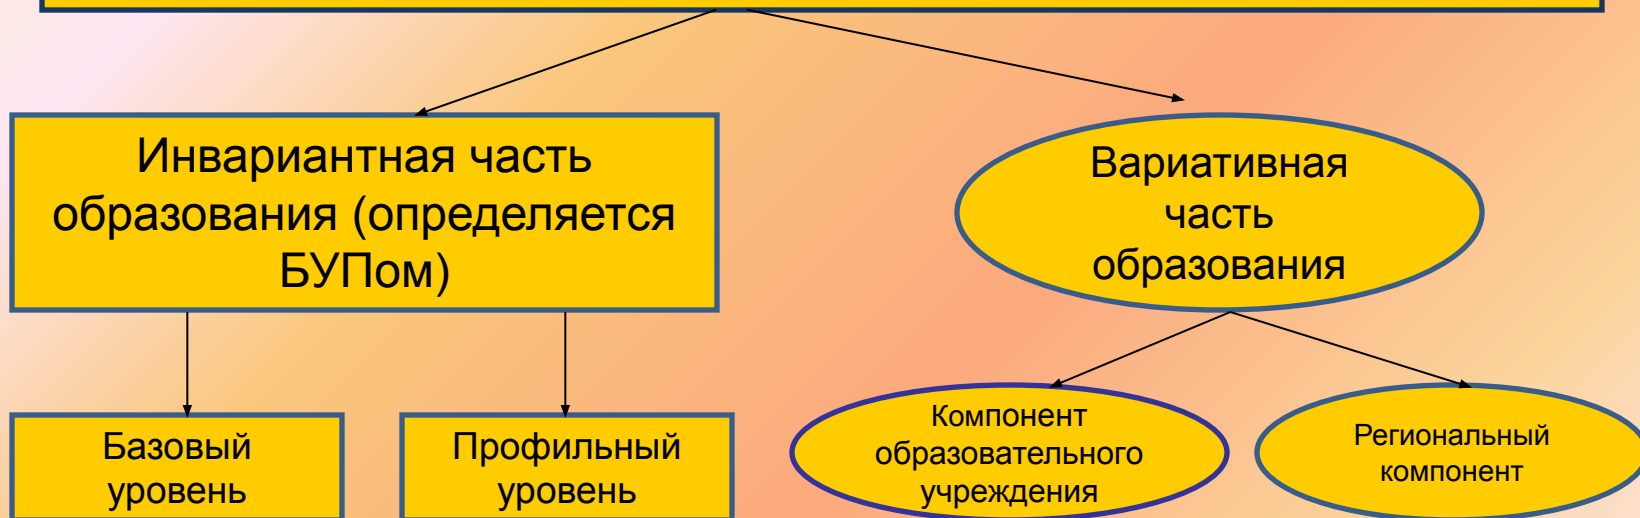 Инвариантная часть
образования (определяется
БУПом)
Вариативная
часть
образования
Базовый
уровень
Профильный
уровень
Компонент
образовательного
учреждения
Региональный
компонент